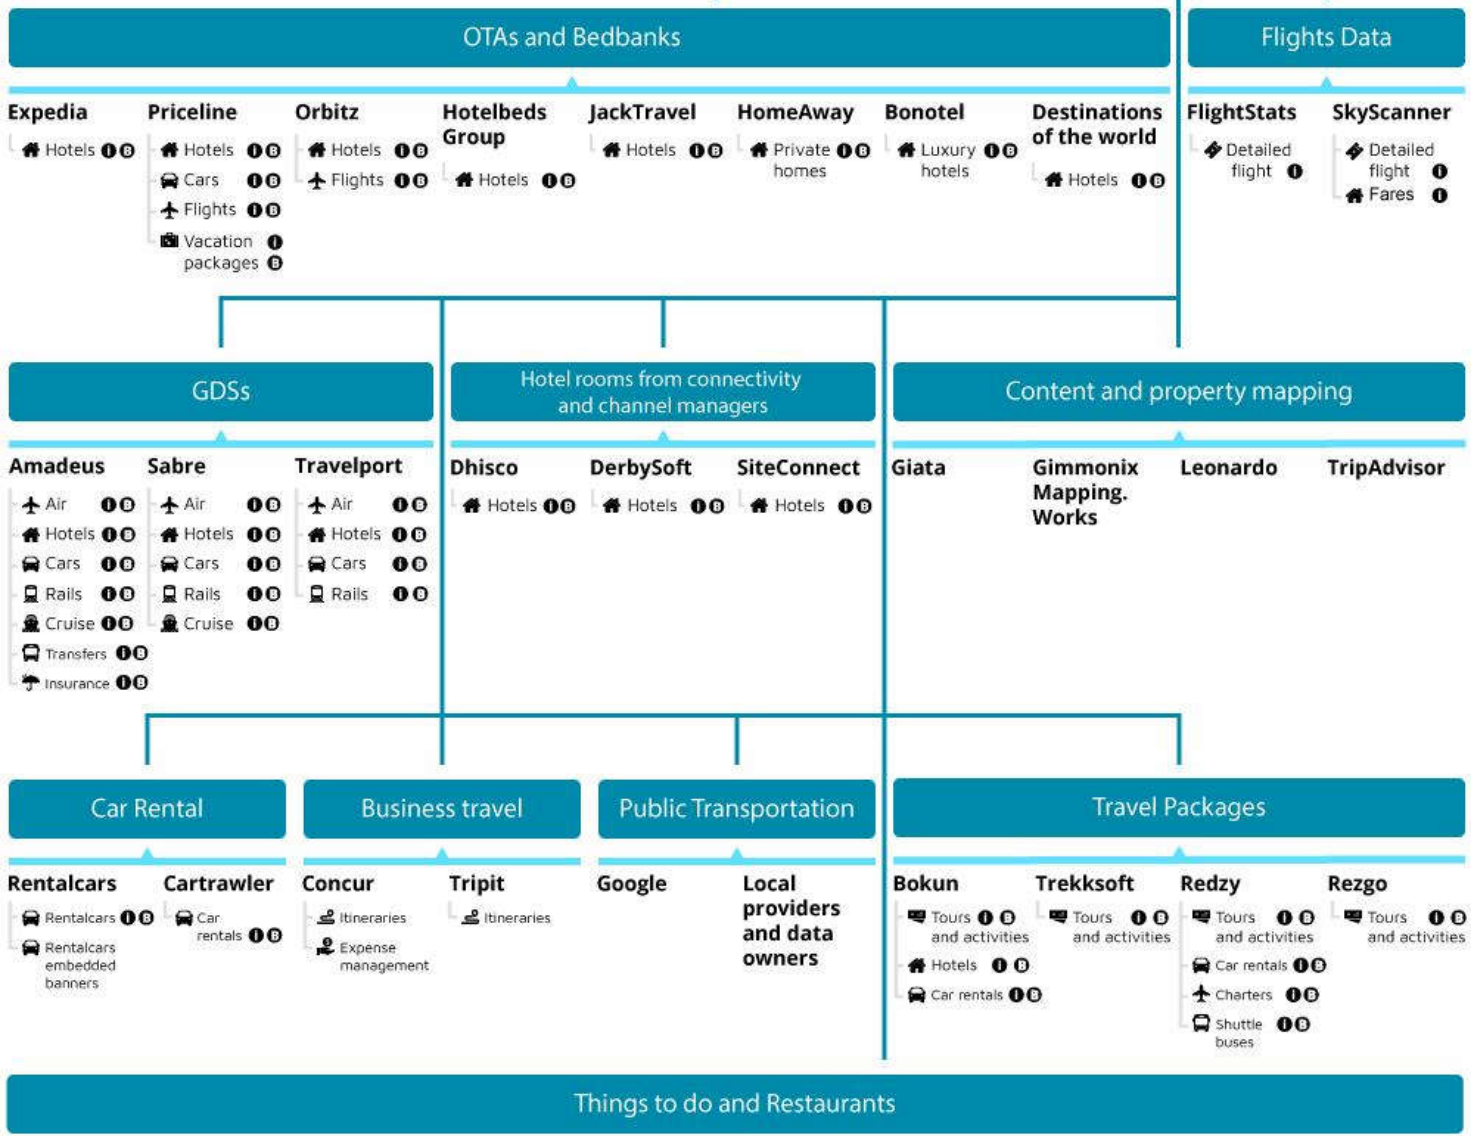 OTAs and Bedbanks
Flights Data
Expedia
Hotels I B
Priceline
Hotels I B
Cars I B
Flights I B
Vacation I
packages B
Orbitz
Hotels I B
Flights I B
Hotelbeds
Group
Hotels I B
JackTravel
Hotels I B
HomeAway
Private I B
homes
Bonotel
Luxury I B
hotels
Destinations
of the world
Hotels I B
FlightStats
Detailed
flight I
SkyScanner
Detailed
flight I
Fares I
GDSs
Hotel rooms from connectivity
and channel managers
Content and property mapping
Amadeus
Air I B
Hotels I B
Cars I B
Rails I B
Cruise I B
Transfers I B
Insurance I B
Sabre
Air I B
Hotels I B
Cars I B
Rails I B
Cruise I B
Travelport
Air I B
Hotels I B
Cars I B
Rails I B
Dhisco
Hotels I B
DerbySoft
Hotels I B
SiteConnect
Hotels I B
Giata
Gimmonix
Mapping.
Works
Leonardo
TripAdvisor
Car Rental
Business travel
Public Transportation
Travel Packages
Rentalcars
Rentalcars I B
Rentalcars
embedded
banners
Cartrawler
Car
rentals I B
Concur
Itineraries
Expense
management
Tripit
Itineraries
Google
Local
providers
and data
owners
Bokun
Tours I B
and activities
Hotels I B
Car rentals I B
Trekksoft
Tours I B
and activities
Redzy
Tours I B
and activities
Car rentals I B
Charters I B
Shuttle I B
buses
Rezgo
Tours I B
and activities
Things to do and Restaurants